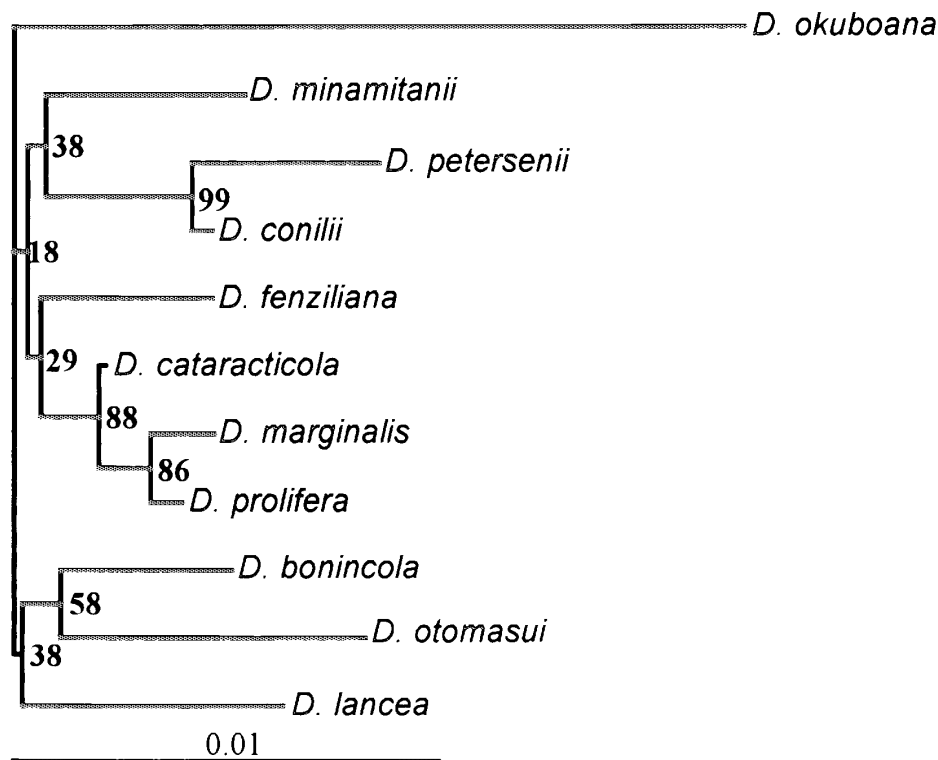 D. okuboana
D. minamitanii
38
D. petersenii
99
D. conilii
18
D. fenziliana
29
D. cataracticola
88
D. marginalis
86
D. prolifera
D. bonincola
58
D. otomasui
38
D. lancea
0.01